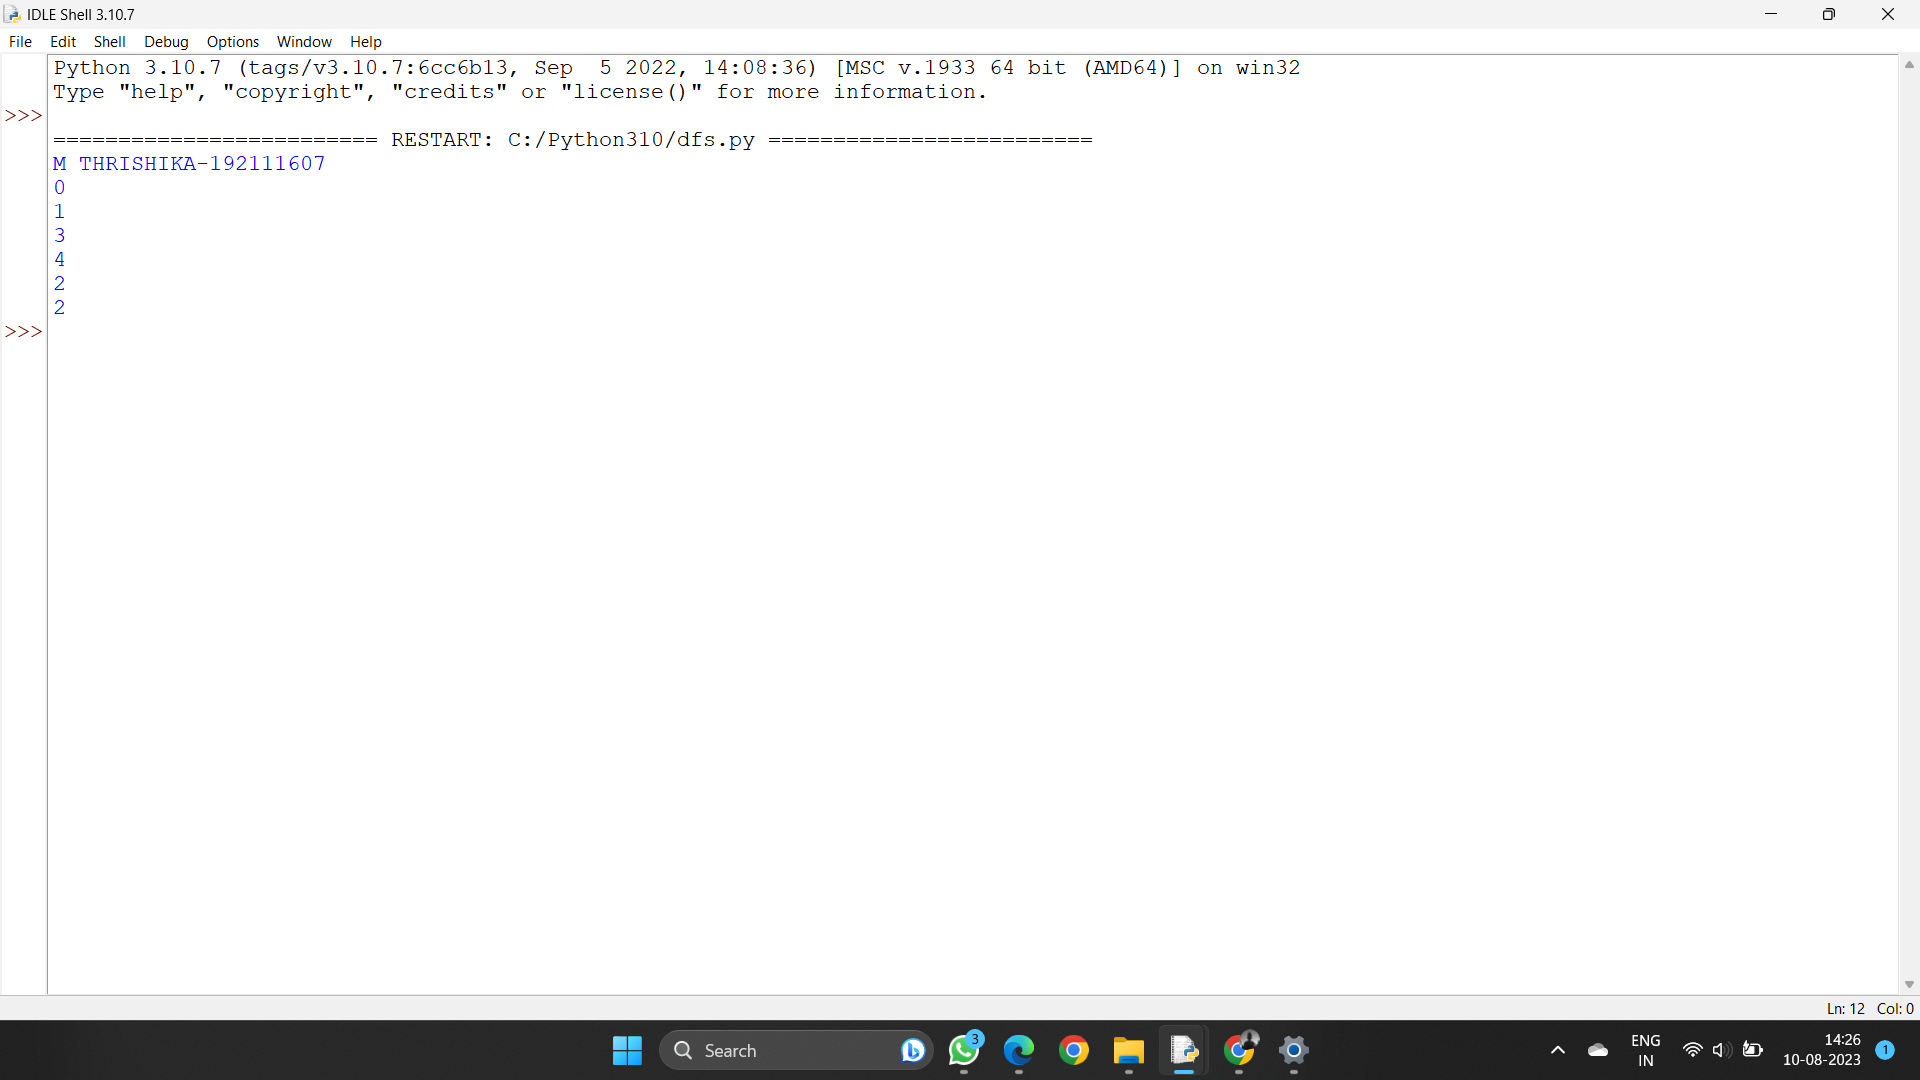 IDLE Shell 3.10.7
File Edit Shell Debug Options Window Help
Python 3.10.7 (tags/v3.10.7:6cc6b13, Sep  5 2022, 14:08:36) [MSC v.1933 64 bit (AMD64)] on win32
Type "help", "copyright", "credits" or "license()" for more information.
>>>
========================= RESTART: C:/Python310/dfs.py =========================
M THRISHIKA-192111607
0
1
3
4
2
2
>>>
Ln: 12 Col: 0
Search
3
ENG
IN
14:26
10-08-2023
1